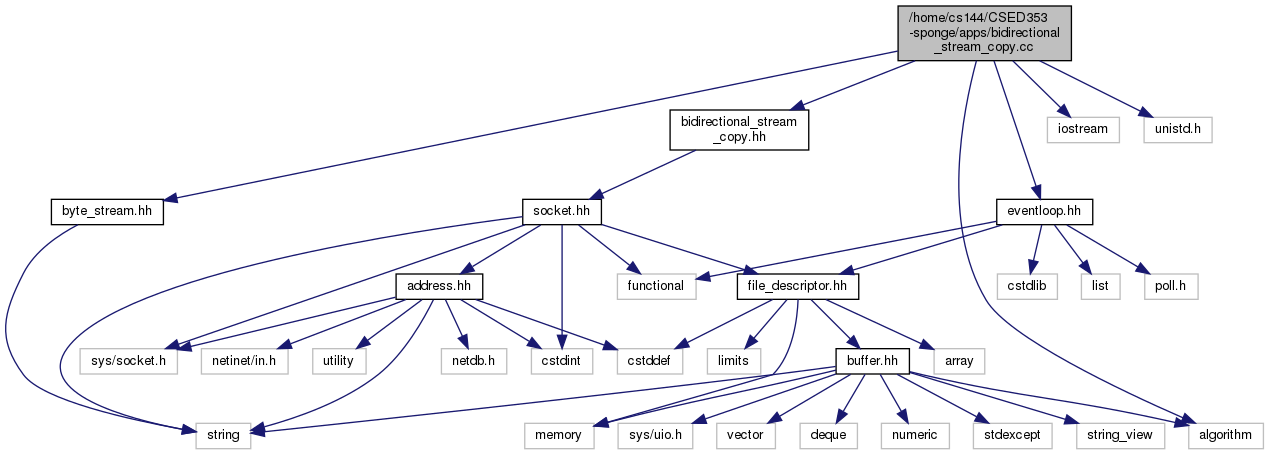 /home/cs144/CSED353
-sponge/apps/bidirectional
_stream_copy.cc
bidirectional_stream
_copy.hh
iostream
unistd.h
byte_stream.hh
socket.hh
eventloop.hh
address.hh
functional
file_descriptor.hh
cstdlib
list
poll.h
sys/socket.h
netinet/in.h
utility
netdb.h
cstdint
cstddef
limits
buffer.hh
array
string
memory
sys/uio.h
vector
deque
numeric
stdexcept
string_view
algorithm